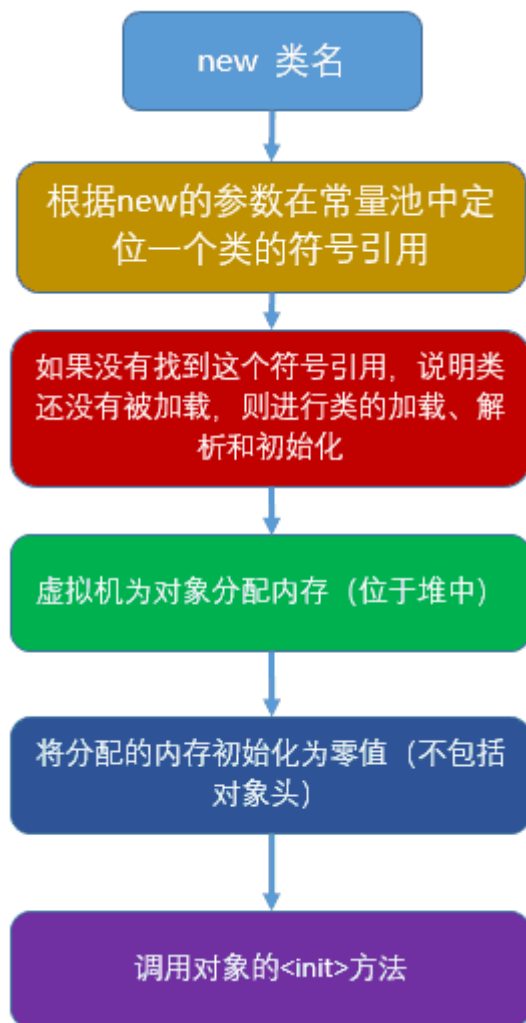 new 类名
根据new的参数在常量池中定
位一个类的符号引用
如果没有找到这个符号引用，说明类
还没有被加载，则进行类的加载、解
析和初始化
虚拟机为对象分配内存（位于堆中）
将分配的内存初始化为零值（不包括
对象头）
调用对象的<init>方法